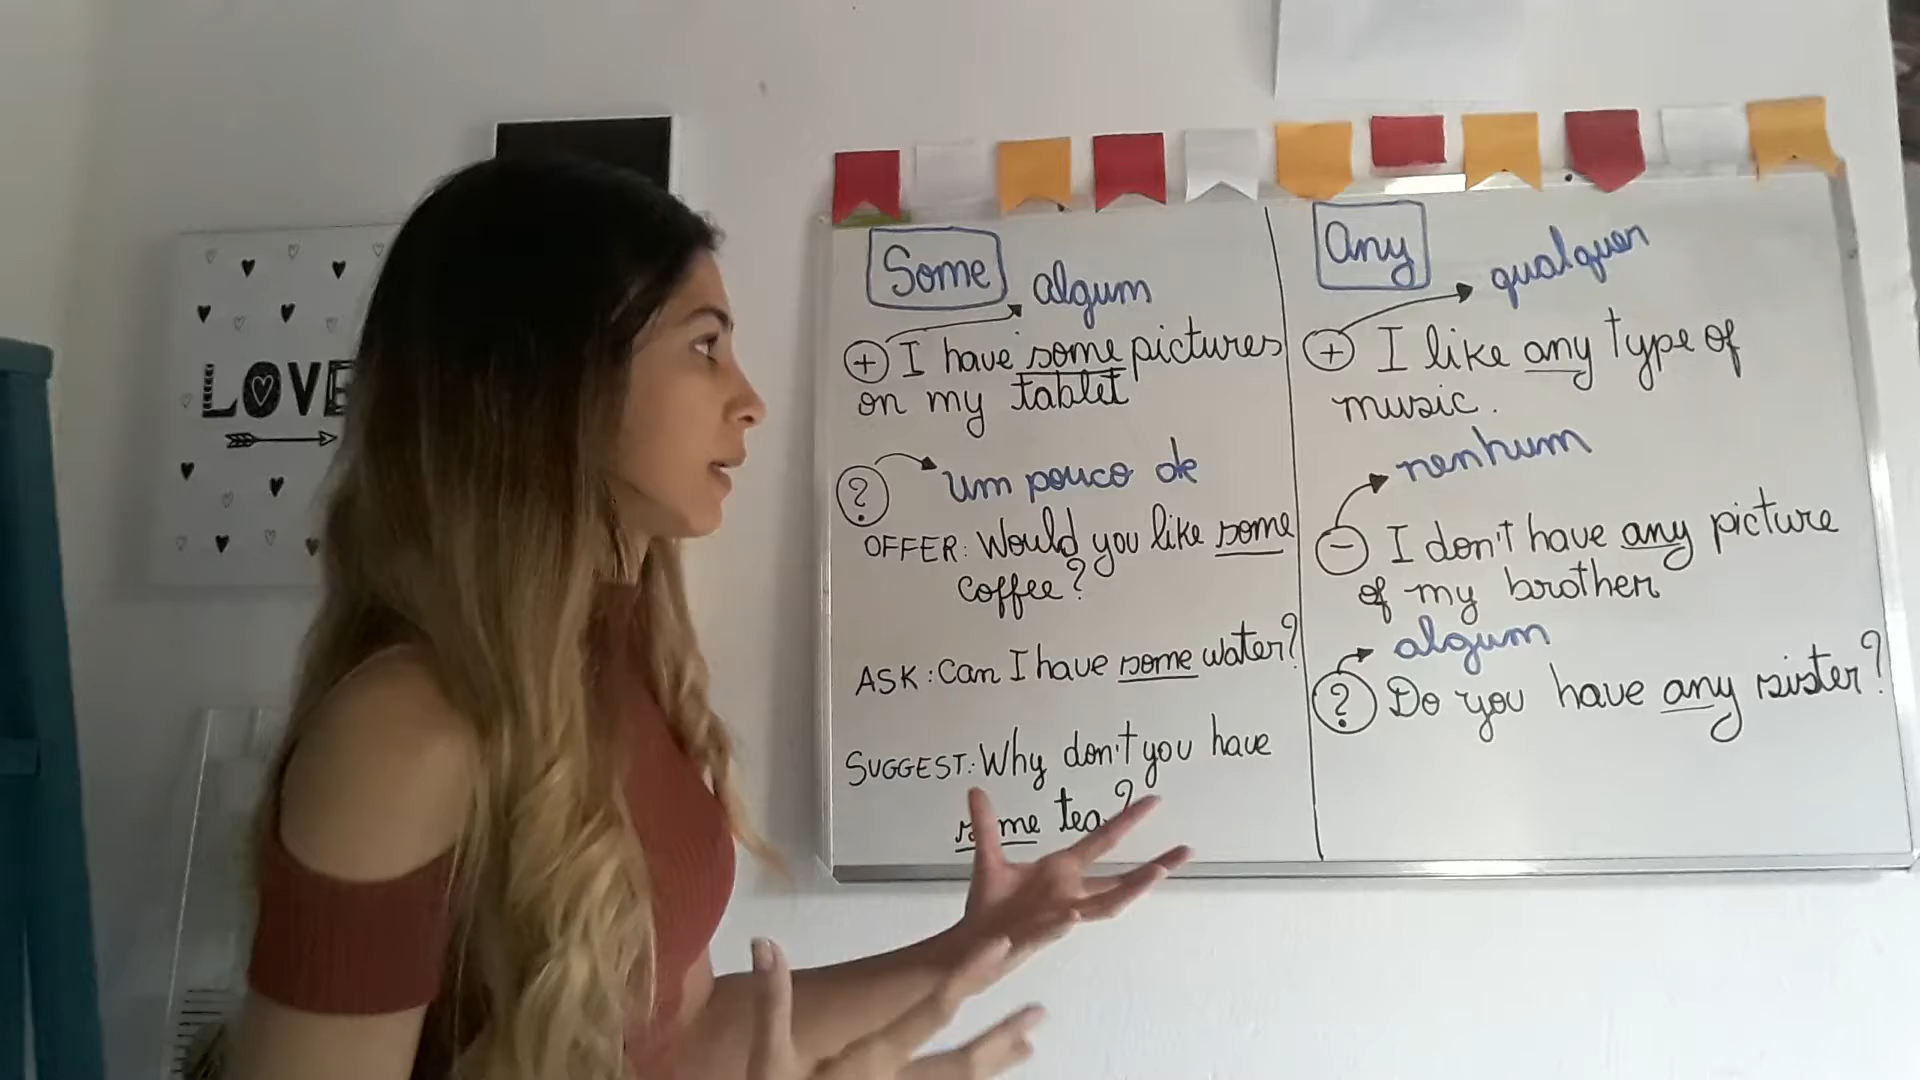 LOVE
Some
algum
+ I have some pictures
on my tablet
? um pouco de
OFFER: Would you like some
coffee?
ASK: Can I have some water?
SUGGEST: Why don't you have
some tea?
Any
qualquer
+ I like any type of
music.
nenhum
- I don't have any picture
of my brother
algum
? Do you have any sister?